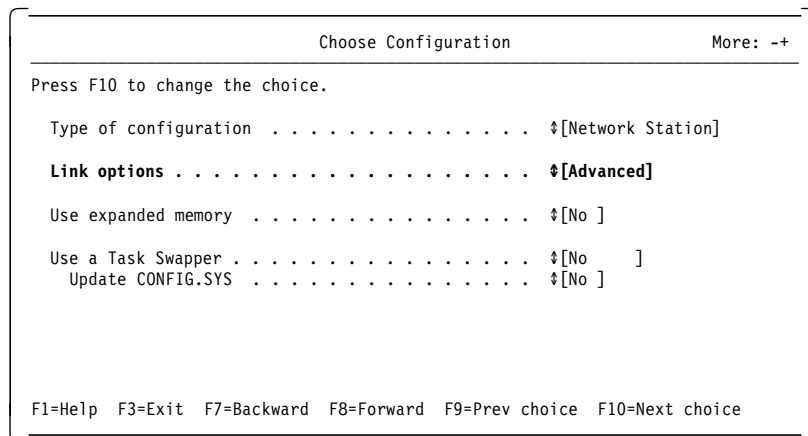 Choose Configuration More: -+
Press F10 to change the choice.
Type of configuration . . . . . . . . . . . . . . ⇕[Network Station]
Link options . . . . . . . . . . . . . . . . . . . ⇕[Advanced]
Use expanded memory . . . . . . . . . . . . . . . ⇕[No ]
Use a Task Swapper . . . . . . . . . . . . . . . . ⇕[No     ]
Update CONFIG.SYS . . . . . . . . . . . . . . . ⇕[No ]
F1=Help F3=Exit F7=Backward F8=Forward F9=Prev choice F10=Next choice